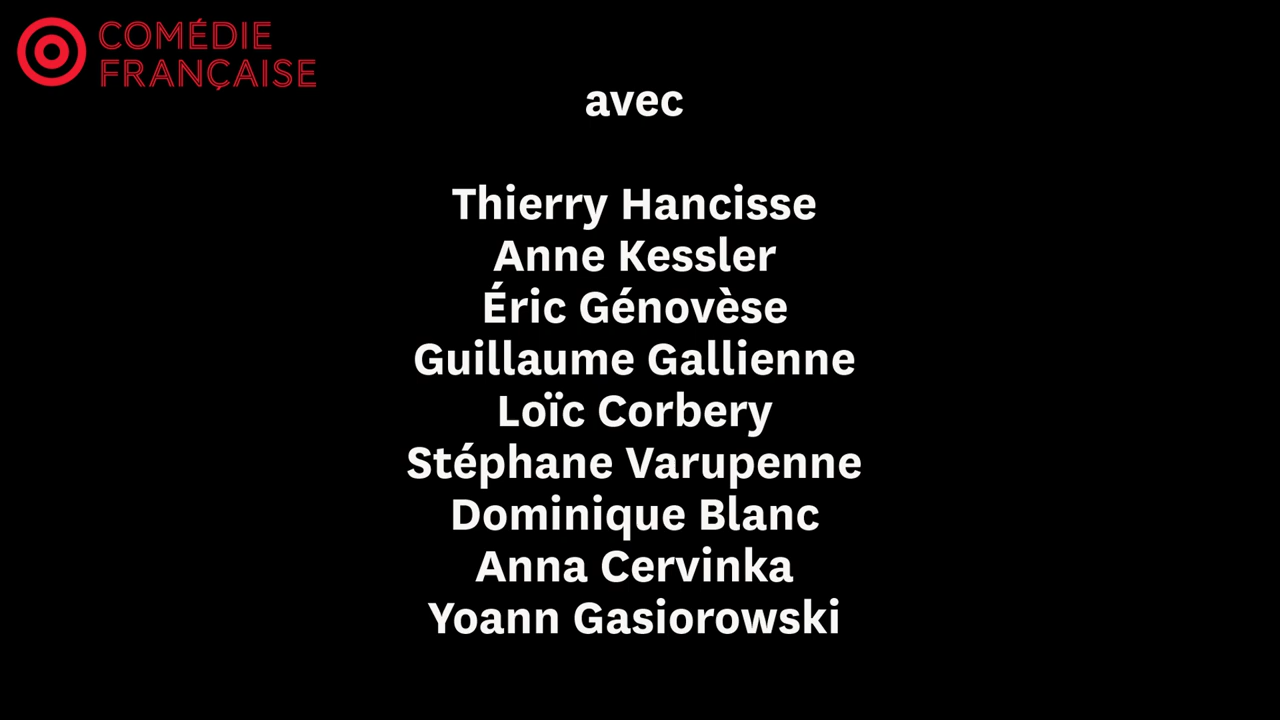 COMÉDIE
FRANÇAISE
avec
Thierry Hancisse
Anne Kessler
Éric Génovèse
Guillaume Gallienne
Loïc Corbery
Stéphane Varupenne
Dominique Blanc
Anna Cervinka
Yoann Gasiorowski